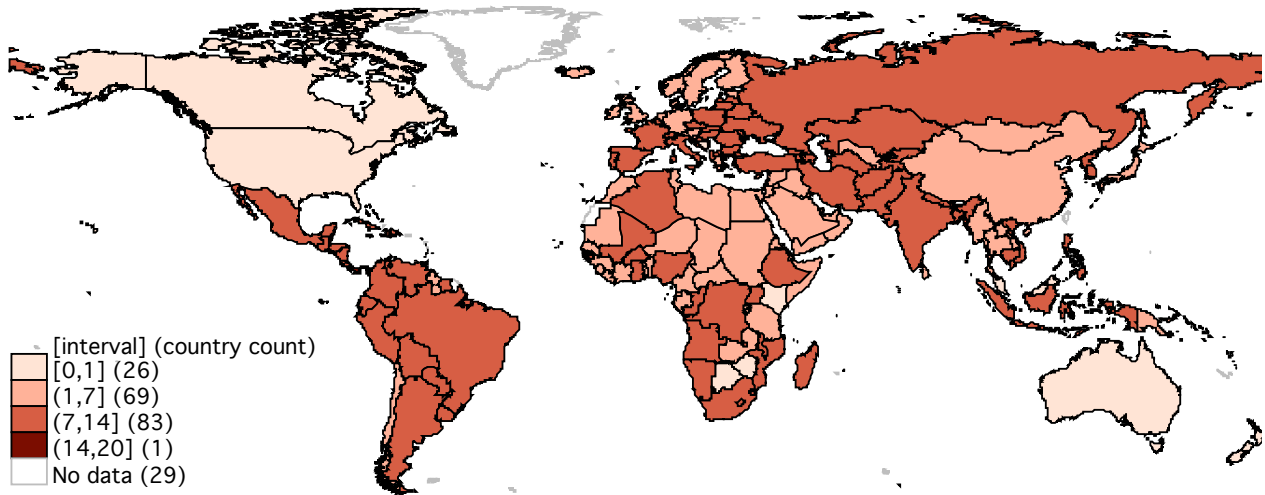 [interval] (country count)
[0,1] (26)
(1,7] (69)
(7,14] (83)
(14,20] (1)
No data (29)